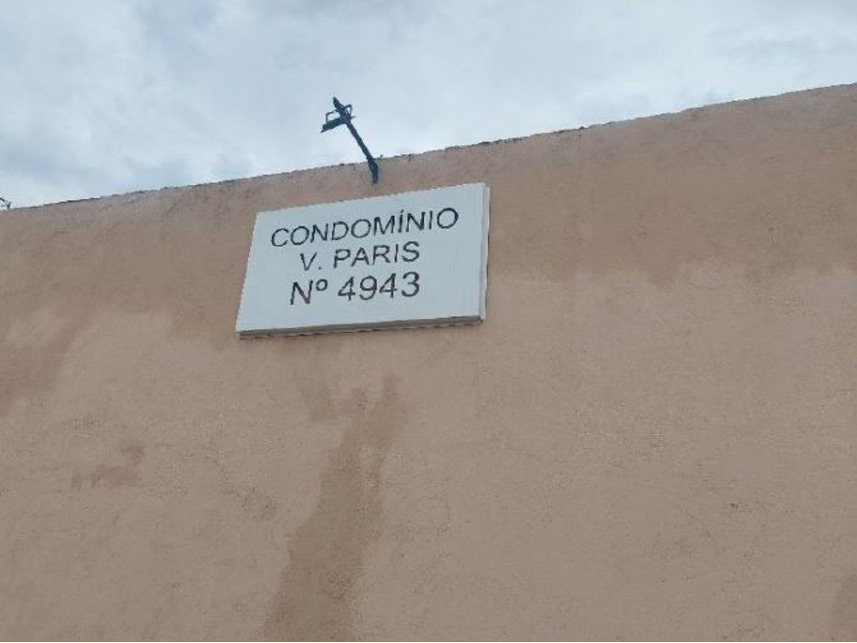 CONDOMÍNIO
V. PARIS
Nº 4943